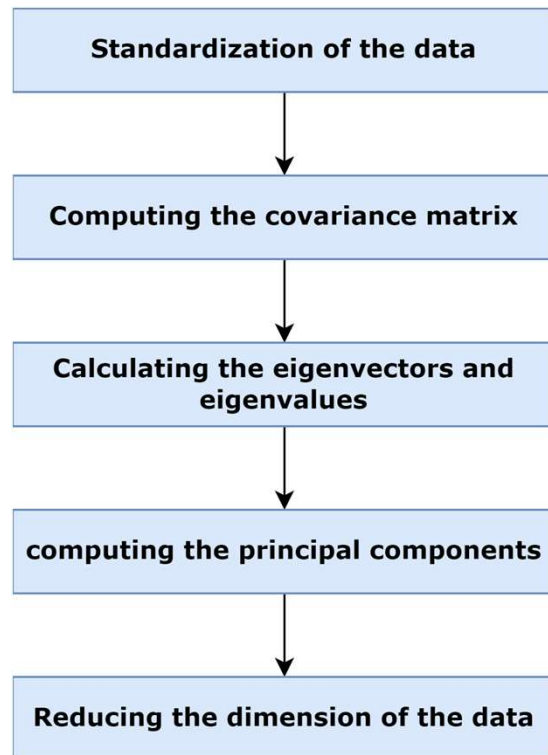 Standardization of the data
Computing the covariance matrix
Calculating the eigenvectors and
eigenvalues
computing the principal components
Reducing the dimension of the data